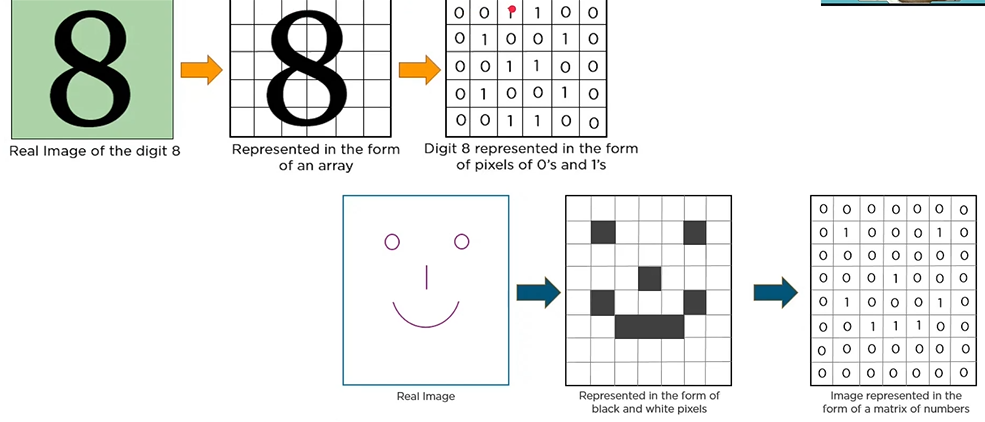 8
8
0 0 1 1 0 0
0 1 0 0 1 0
0 0 1 1 0 0
0 1 0 0 1 0
0 0 1 1 0 0
Real Image of the digit 8
Represented in the form
of an array
Digit 8 represented in the form
of pixels of 0's and 1's
0 0 0 0 0 0 0
0 1 0 0 0 1 0
0 0 0 0 0 0 0
0 0 0 1 0 0 0
0 1 0 0 0 1 0
0 0 1 1 1 0 0
0 0 0 0 0 0 0
0 0 0 0 0 0 0
Real Image
Represented in the form of
black and white pixels
Image represented in the
form of a matrix of numbers